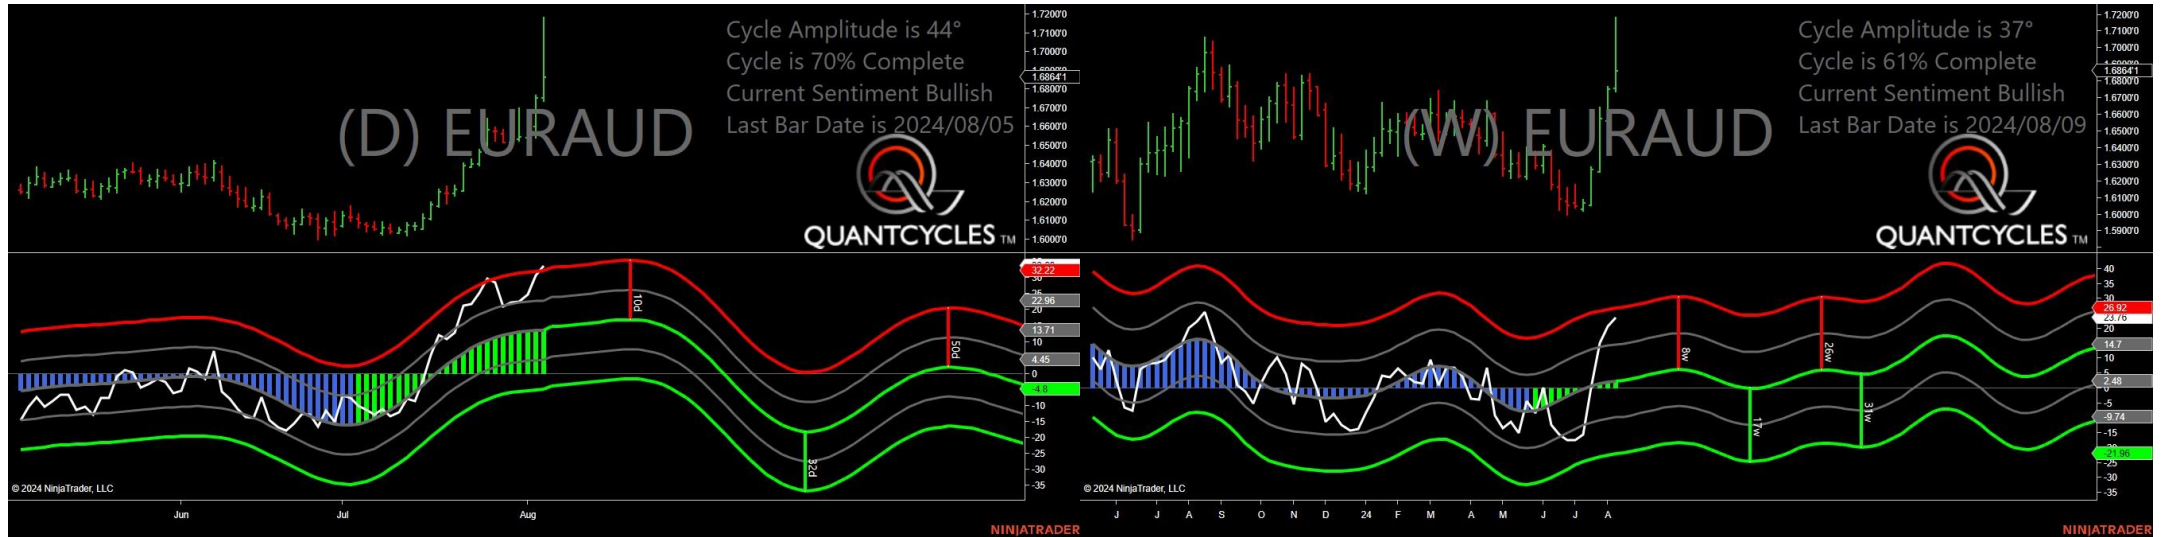 Cycle Amplitude is 44°
Cycle is 70% Complete
Current Sentiment Bullish
Last Bar Date is 2024/08/05
(D) EURAUD
QUANTCYCLES TM
1.7200'0
1.7100'0
1.7000'0
1.6864'1
1.6700'0
1.6600'0
1.6500'0
1.6400'0
1.6300'0
1.6200'0
1.6100'0
1.6000'0
32.22
30
25
22.96
20
13.71
10
4.45
0
-4.8
-10
-15
-20
-25
-30
-35
10d
32d
50d
© 2024 NinjaTrader, LLC
Jun Jul Aug
NINJATRADER
Cycle Amplitude is 37°
Cycle is 61% Complete
Current Sentiment Bullish
Last Bar Date is 2024/08/09
(W) EURAUD
QUANTCYCLES TM
1.7200'0
1.7100'0
1.7000'0
1.6864'1
1.6800'0
1.6700'0
1.6600'0
1.6500'0
1.6400'0
1.6300'0
1.6200'0
1.6100'0
1.6000'0
1.5900'0
40
35
30
26.92
23.76
20
14.7
10
5
2.48
-5
-9.74
-15
-21.96
-25
-30
-35
8w
17w
26w
31w
© 2024 NinjaTrader, LLC
J J A S O N D 24 F M A M J J A
NINJATRADER